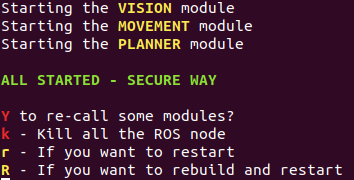 Starting the VISION module
Starting the MOVEMENT module
Starting the PLANNER module
ALL STARTED - SECURE WAY
Y to re-call some modules?
k - Kill all the ROS node
r - If you want to restart
R - If you want to rebuild and restart